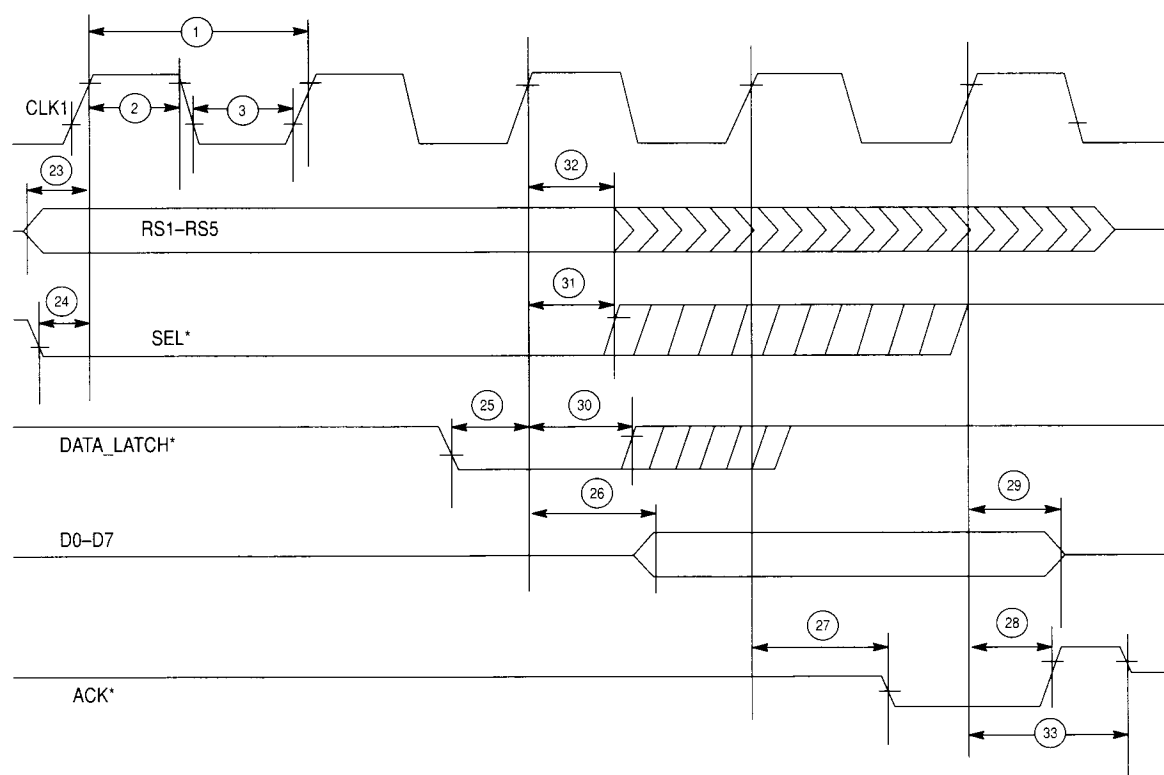 1
CLK1
2
3
23
32
RS1–RS5
24
31
SEL*
25
30
DATA_LATCH*
26
29
D0–D7
27
28
ACK*
33